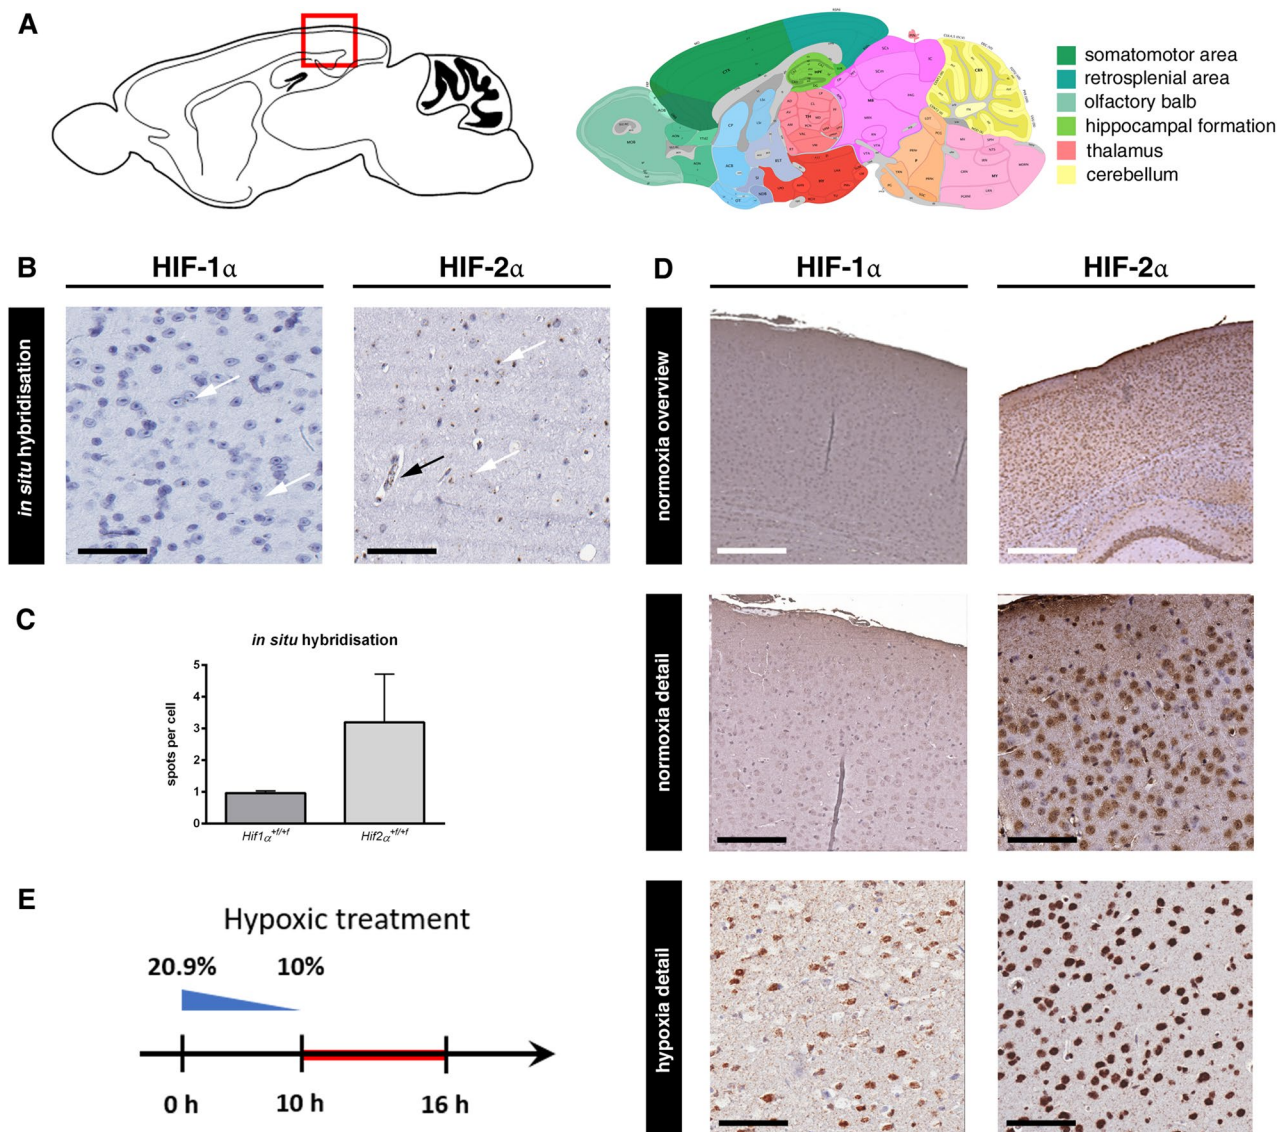 A
somatomotor area
retrosplenial area
olfactory balb
hippocampal formation
thalamus
cerebellum
B
HIF-1α
HIF-2α
in situ hybridisation
C
in situ hybridisation
spots per cell
5
4
3
2
1
0
Hif1α+f/+f
Hif2α+f/+f
D
HIF-1α
HIF-2α
normoxia overview
normoxia detail
hypoxia detail
E
Hypoxic treatment
20.9%
10%
0 h
10 h
16 h